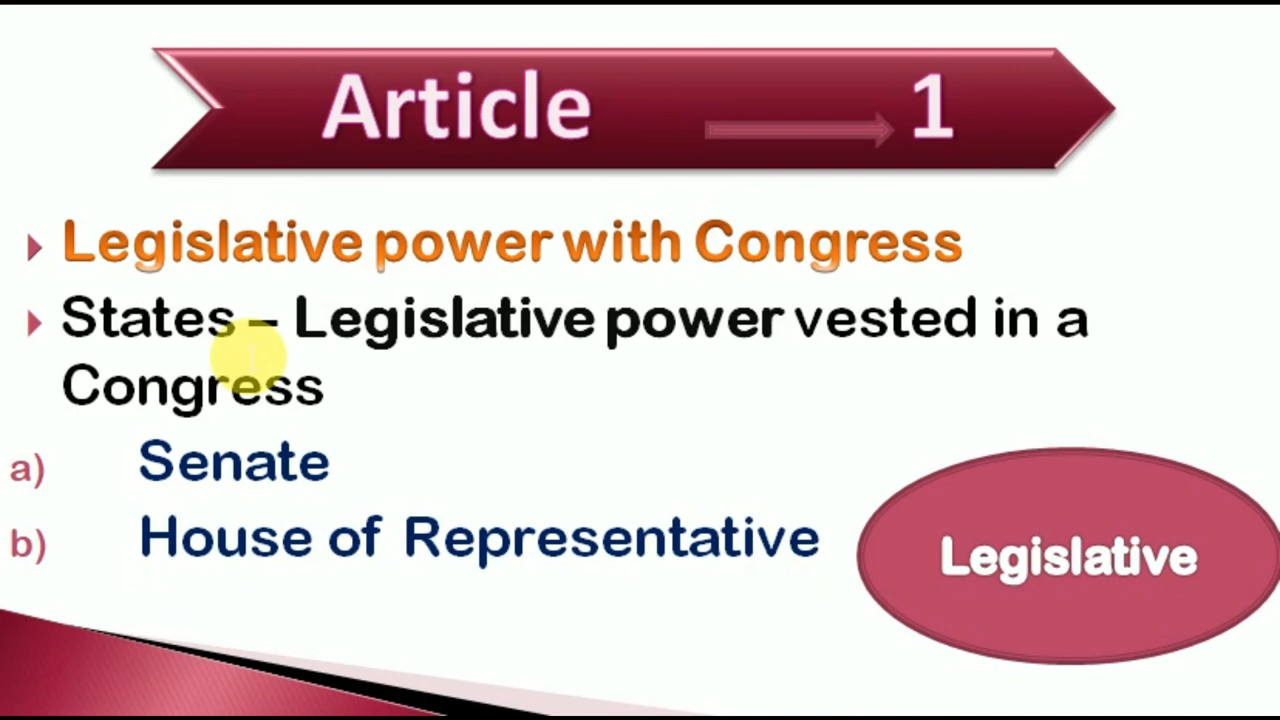 Article 1
Legislative power with Congress
States – Legislative power vested in a
Congress
a) Senate
b) House of Representative
Legislative